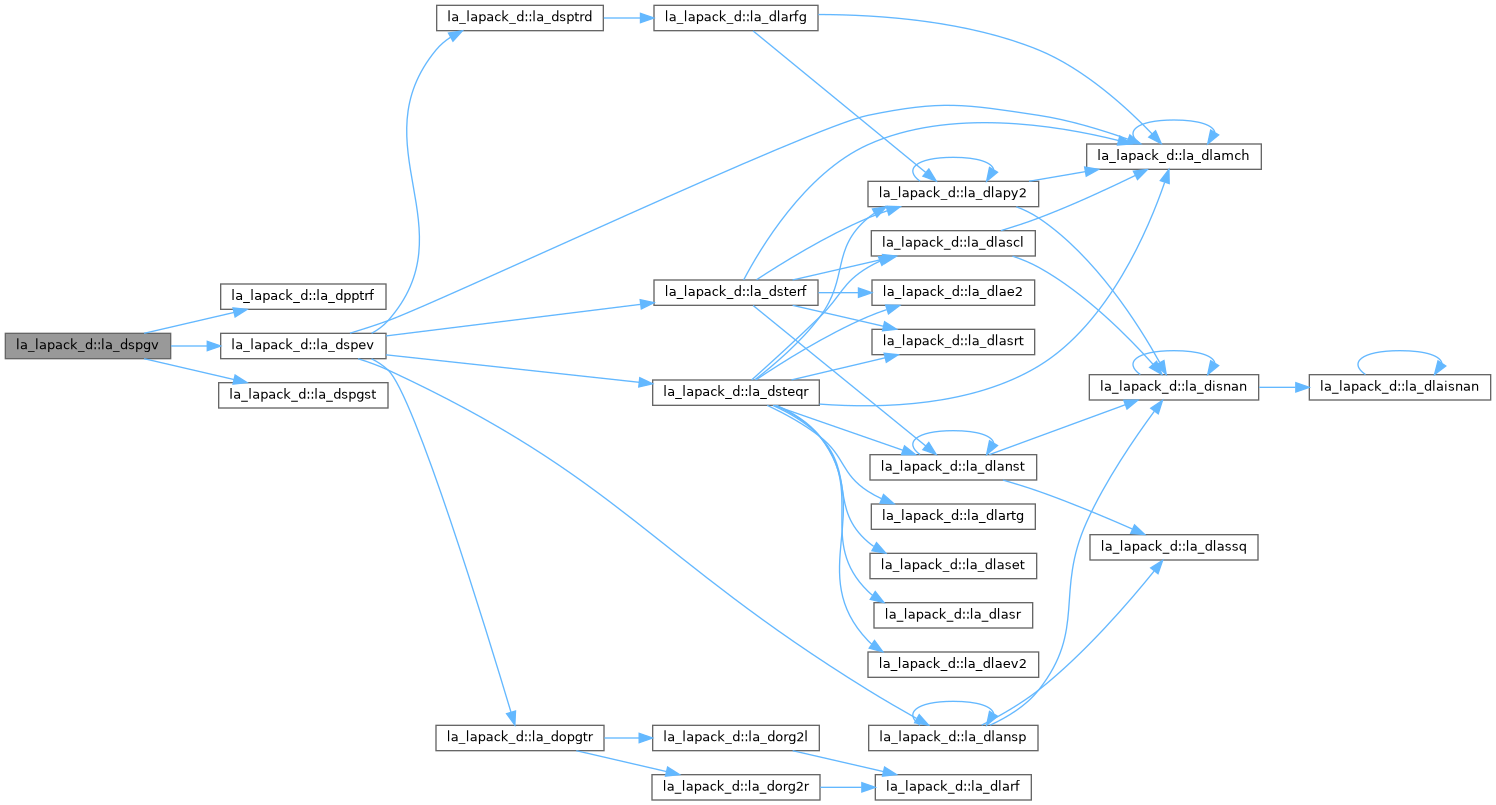 la_lapack_d::la_dspgv
la_lapack_d::la_dpptrf
la_lapack_d::la_dspev
la_lapack_d::la_dspgst
la_lapack_d::la_dsptrd
la_lapack_d::la_dopgtr
la_lapack_d::la_dlarfg
la_lapack_d::la_dsterf
la_lapack_d::la_dsteqr
la_lapack_d::la_dorg2l
la_lapack_d::la_dorg2r
la_lapack_d::la_dlapy2
la_lapack_d::la_dlascl
la_lapack_d::la_dlae2
la_lapack_d::la_dlasrt
la_lapack_d::la_dlanst
la_lapack_d::la_dlartg
la_lapack_d::la_dlaset
la_lapack_d::la_dlasr
la_lapack_d::la_dlaev2
la_lapack_d::la_dlansp
la_lapack_d::la_dlarf
la_lapack_d::la_dlamch
la_lapack_d::la_disnan
la_lapack_d::la_dlassq
la_lapack_d::la_dlaisnan